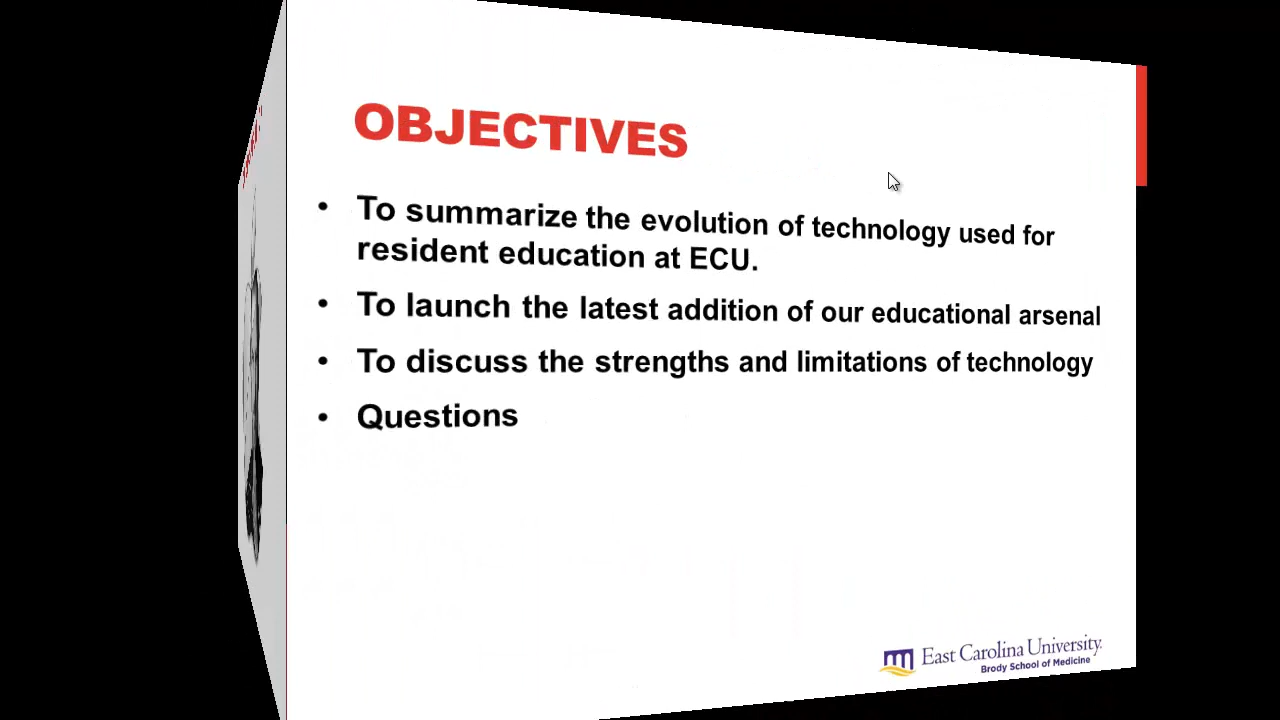 OBJECTIVES
• To summarize the evolution of technology used for
resident education at ECU.
• To launch the latest addition of our educational arsenal
• To discuss the strengths and limitations of technology
• Questions
East Carolina University.
Brody School of Medicine